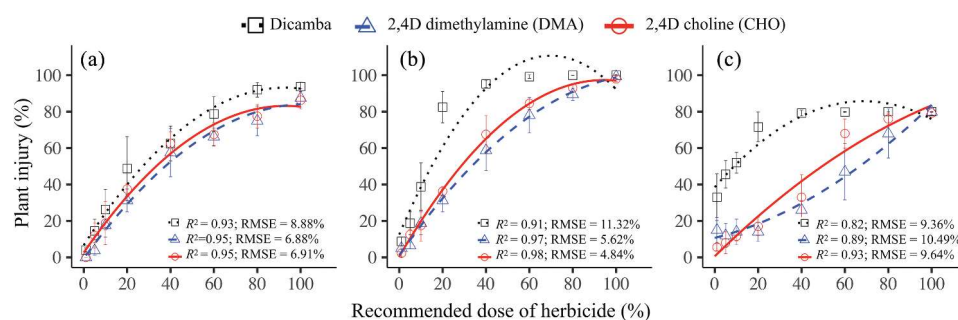 Dicamba 2,4D dimethylamine (DMA) 2,4D choline (CHO)
(a) (b) (c)
Plant injury (%)
100
80
60
40
20
0
R² = 0.93; RMSE = 8.88%
R²=0.95; RMSE = 6.88%
R² = 0.95; RMSE = 6.91%
0 20 40 60 80 100
100
80
60
40
20
0
R² = 0.91; RMSE = 11.32%
R² = 0.97; RMSE = 5.62%
R² = 0.98; RMSE = 4.84%
0 20 40 60 80 100
100
80
60
40
20
0
R² = 0.82; RMSE = 9.36%
R² = 0.89; RMSE = 10.49%
R² = 0.93; RMSE = 9.64%
0 20 40 60 80 100
Recommended dose of herbicide (%)